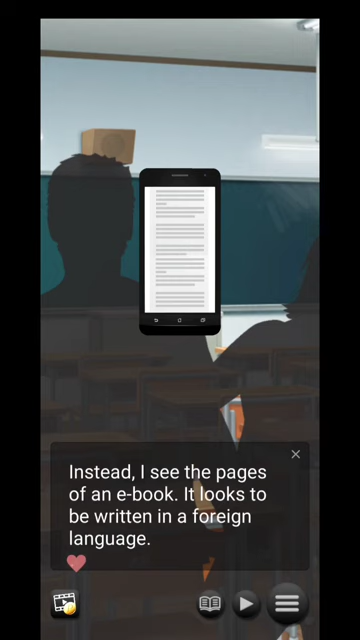 Instead, I see the pages
of an e-book. It looks to
be written in a foreign
language.